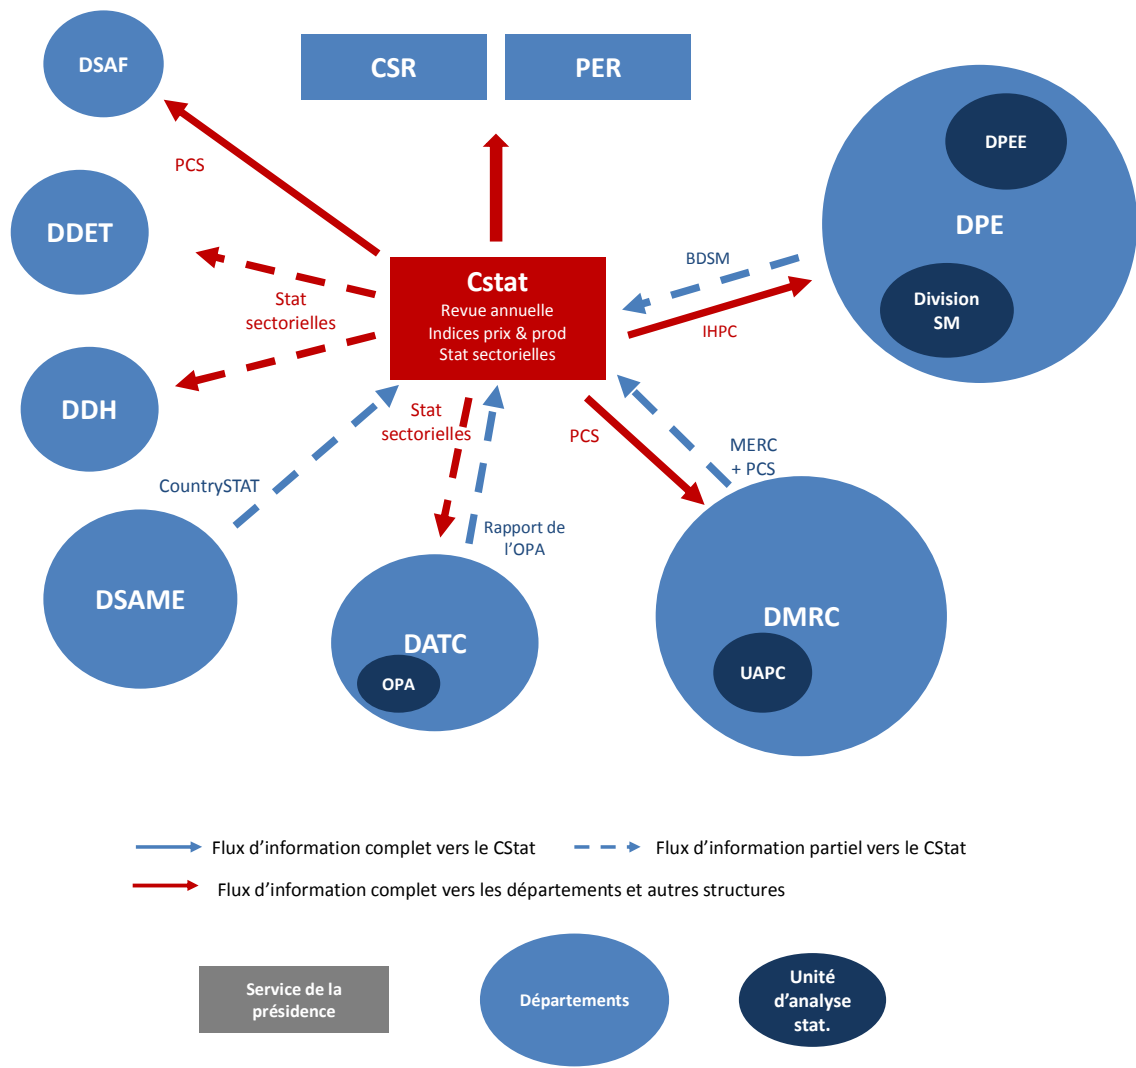 DSAF
CSR
PER
DPEE
PCS
DDET
DPE
BDSM
Cstat
Revue annuelle
Indices prix & prod
Stat sectorielles
Stat
sectorielles
Division
SM
IHPC
DDH
Stat
sectorielles
PCS
MERC
+ PCS
CountrySTAT
Rapport de
l’OPA
DSAME
DATC
OPA
DMRC
UAPC
Flux d’information complet vers le CStat
Flux d’information partiel vers le CStat
Flux d’information complet vers les départements et autres structures
Service de la
présidence
Départements
Unité
d’analyse
stat.